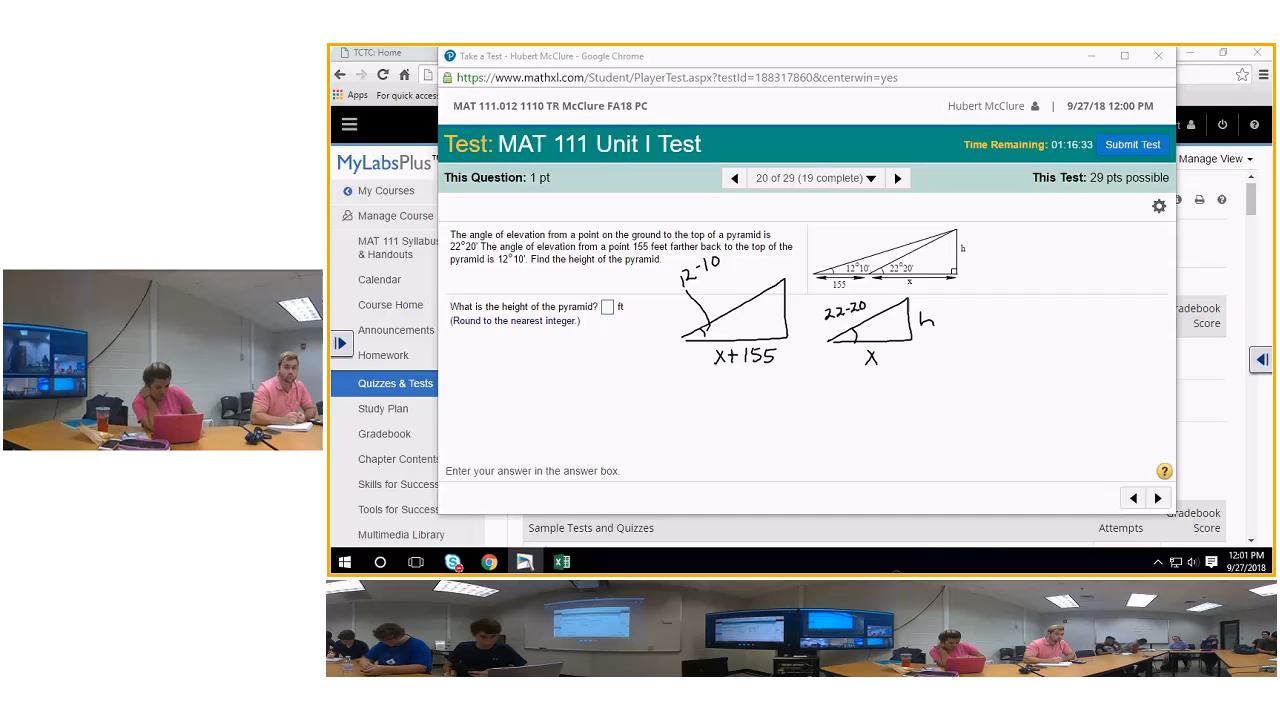 TCTC: Home
Take a Test - Hubert McClure - Google Chrome
https://www.mathxl.com/Student/PlayerTest.aspx?testId=188317860&centerwin=yes
Apps
For quick access
MAT 111.012 1110 TR McClure FA18 PC
Hubert McClure
9/27/18 12:00 PM
Test: MAT 111 Unit I Test
Time Remaining: 01:16:33
Submit Test
MyLabsPlus™
Manage View
This Question: 1 pt
20 of 29 (19 complete)
This Test: 29 pts possible
My Courses
Manage Course
MAT 111 Syllabus
& Handouts
Calendar
Course Home
Announcements
Homework
Quizzes & Tests
Study Plan
Gradebook
Chapter Contents
Skills for Success
Tools for Success
Multimedia Library
The angle of elevation from a point on the ground to the top of a pyramid is
22°20' The angle of elevation from a point 155 feet farther back to the top of the
pyramid is 12°10'. Find the height of the pyramid.
12°10'
22°20'
h
155
x
What is the height of the pyramid? ft
(Round to the nearest integer.)
12-10
x+155
22-20
h
x
Gradebook
Score
Enter your answer in the answer box.
Gradebook
Score
Sample Tests and Quizzes
Attempts
12:01 PM
9/27/2018